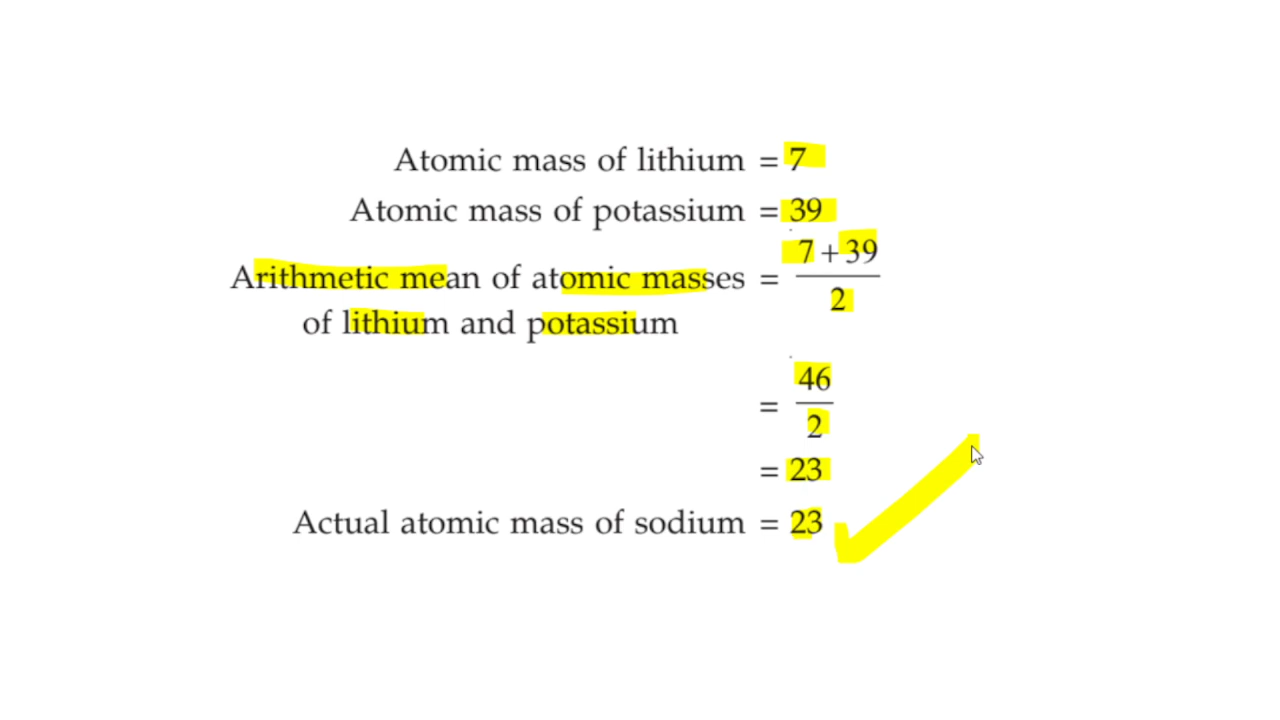 Atomic mass of lithium = 7
Atomic mass of potassium = 39
Arithmetic mean of atomic masses = 7 + 39 / 2
of lithium and potassium
= 46 / 2
= 23
Actual atomic mass of sodium = 23